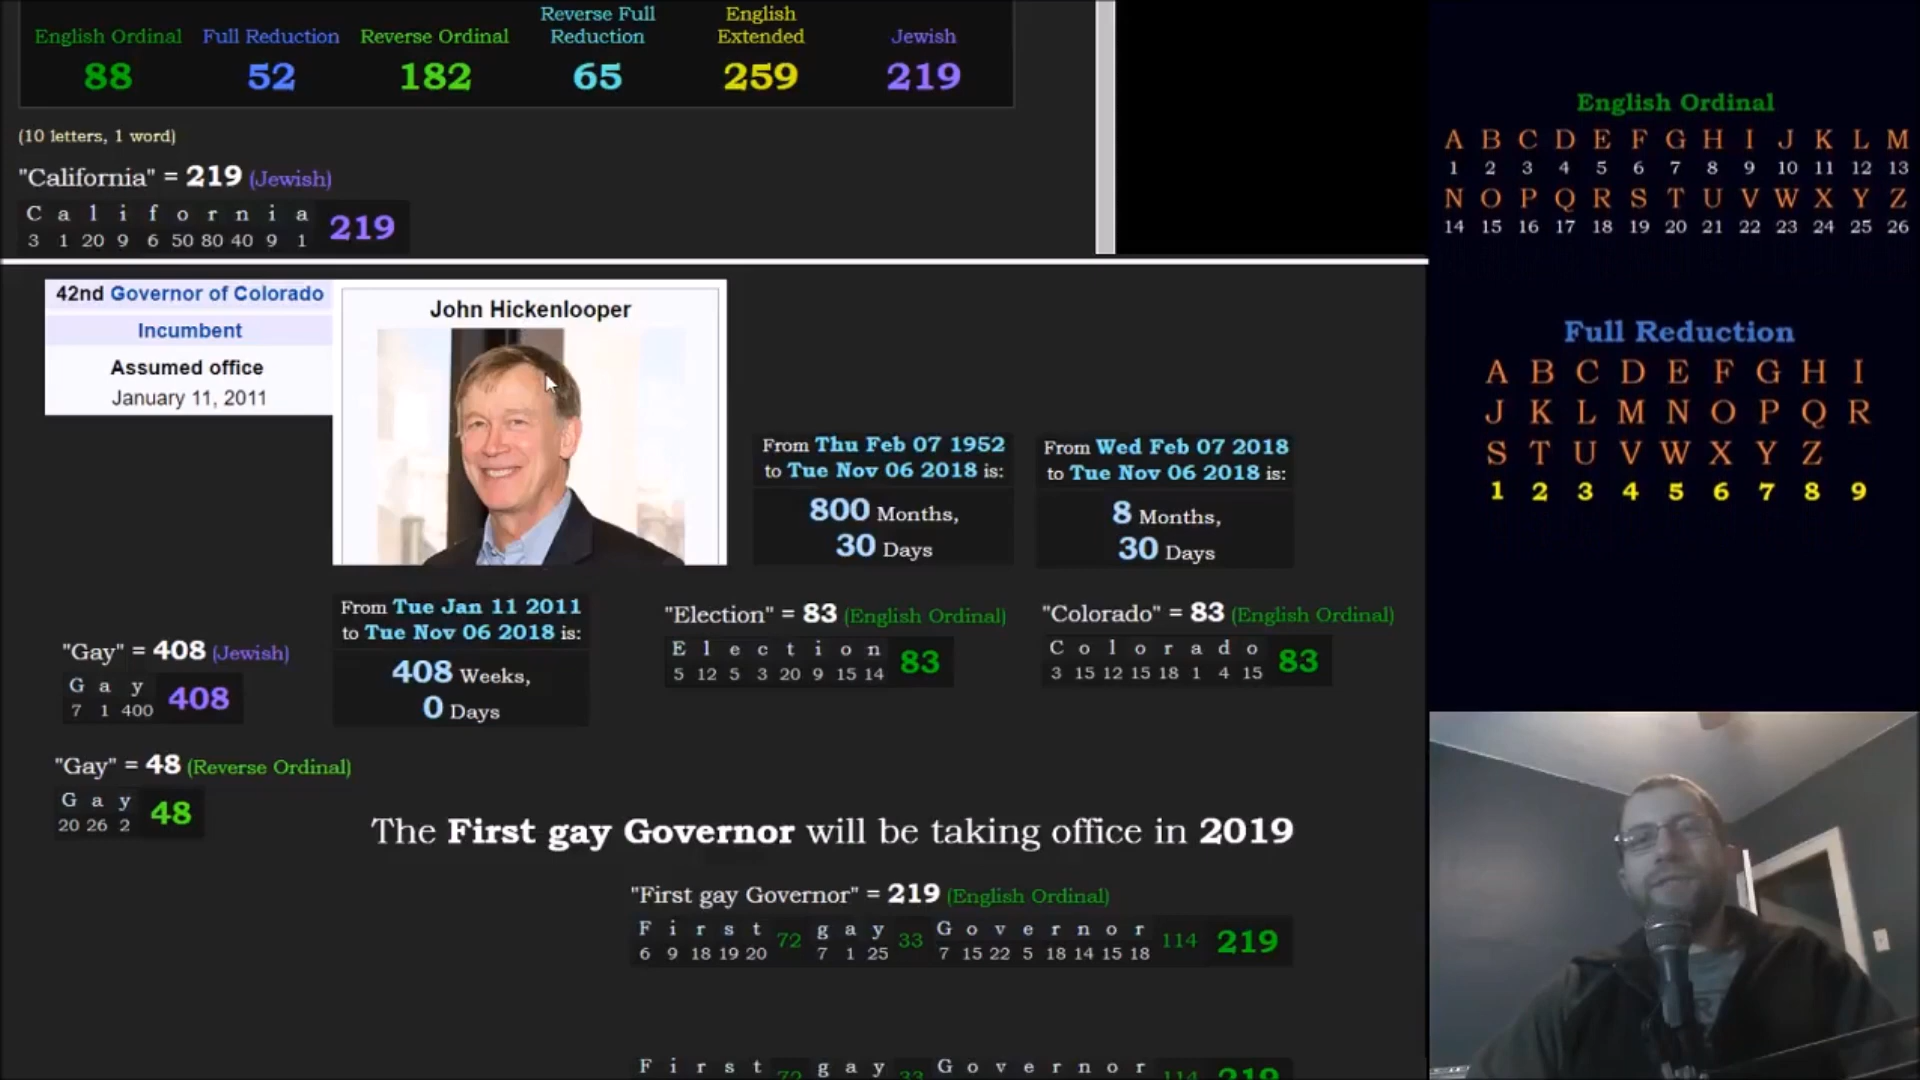 English Ordinal Full Reduction Reverse Ordinal Reverse Full Reduction English Extended Jewish
88 52 182 65 259 219
(10 letters, 1 word)
"California" = 219 (Jewish)
C a l i f o r n i a 219
3 1 20 9 6 50 80 40 9 1
42nd Governor of Colorado
Incumbent
Assumed office
January 11, 2011
John Hickenlooper
From Thu Feb 07 1952
to Tue Nov 06 2018 is:
800 Months,
30 Days
From Wed Feb 07 2018
to Tue Nov 06 2018 is:
8 Months,
30 Days
"Gay" = 408 (Jewish)
G a y 408
7 1 400
From Tue Jan 11 2011
to Tue Nov 06 2018 is:
408 Weeks,
0 Days
"Election" = 83 (English Ordinal)
E l e c t i o n 83
5 12 5 3 20 9 15 14
"Colorado" = 83 (English Ordinal)
C o l o r a d o 83
3 15 12 15 18 1 4 15
"Gay" = 48 (Reverse Ordinal)
G a y 48
20 26 2
The First gay Governor will be taking office in 2019
"First gay Governor" = 219 (English Ordinal)
F i r s t 72 g a y 33 G o v e r n o r 114 219
6 9 18 19 20 7 1 25 7 15 22 5 18 14 15 18
F i r s t 72 g a y 33 G o v e r n o r 114 219
English Ordinal
A B C D E F G H I J K L M
1 2 3 4 5 6 7 8 9 10 11 12 13
N O P Q R S T U V W X Y Z
14 15 16 17 18 19 20 21 22 23 24 25 26
Full Reduction
A B C D E F G H I
J K L M N O P Q R
S T U V W X Y Z
1 2 3 4 5 6 7 8 9